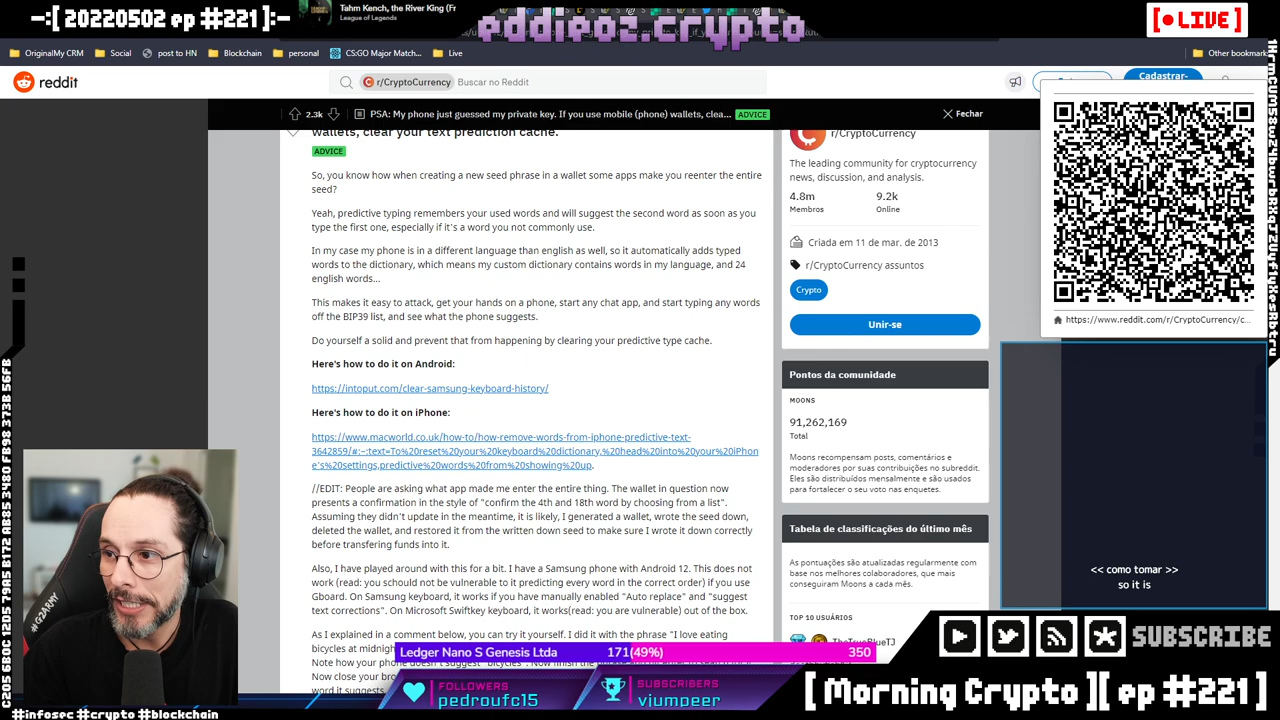 -:[ 20220502 ep #221 ]:-
Tahm Kench, the River King (Fr
League of Legends
eddie0z.crypto
[ • LIVE ]
OriginalMy CRM
Social
post to HN
Blockchain
personal
CS:GO Major Match...
Live
Other bookmark
reddit
r/CryptoCurrency
Buscar no Reddit
Cadastrar-
2.3k
PSA: My phone just guessed my private key. If you use mobile (phone) wallets, clea...
ADVICE
Fechar
wallets, clear your text prediction cache.
ADVICE
So, you know how when creating a new seed phrase in a wallet some apps make you reenter the entire
seed?
Yeah, predictive typing remembers your used words and will suggest the second word as soon as you
type the first one, especially if it's a word you not commonly use.
In my case my phone is in a different language than english as well, so it automatically adds typed
words to the dictionary, which means my custom dictionary contains words in my language, and 24
english words...
This makes it easy to attack, get your hands on a phone, start any chat app, and start typing any words
off the BIP39 list, and see what the phone suggests.
Do yourself a solid and prevent that from happening by clearing your predictive type cache.
Here's how to do it on Android:
https://intoput.com/clear-samsung-keyboard-history/
Here's how to do it on iPhone:
https://www.macworld.co.uk/how-to/how-remove-words-from-iphone-predictive-text-
3642859/#:~:text=To%20reset%20your%20keyboard%20dictionary,%20head%20into%20your%20iPhon
e's%20settings,predictive%20words%20from%20showing%20up.
//EDIT: People are asking what app made me enter the entire thing. The wallet in question now
presents a confirmation in the style of "confirm the 4th and 18th word by choosing from a list".
Assuming they didn't update in the meantime, it is likely, I generated a wallet, wrote the seed down,
deleted the wallet, and restored it from the written down seed to make sure I wrote it down correctly
before transfering funds into it.
Also, I have played around with this for a bit. I have a Samsung phone with Android 12. This does not
work (read: you schould not be vulnerable to it predicting every word in the correct order) if you use
Gboard. On Samsung keyboard, it works if you have manually enabled "Auto replace" and "suggest
text corrections". On Microsoft Swiftkey keyboard, it works(read: you are vulnerable) out of the box.
As I explained in a comment below, you can try it yourself. I did it with the phrase "I love eating
bicycles at midnigh
Note how your phone
Now close your brow
word it suggests
r/CryptoCurrency
The leading community for cryptocurrency
news, discussion, and analysis.
4.8m
9.2k
Membros
Online
Criada em 11 de mar. de 2013
r/CryptoCurrency assuntos
Crypto
Unir-se
Pontos da comunidade
MOONS
91,262,169
Total
Moons recompensam posts, comentários e
moderadores por suas contribuições no subreddit.
Eles são distribuídos mensalmente e são usados
para fortalecer o seu voto nas enquetes.
Tabela de classificações do último mês
As pontuações são atualizadas regularmente com
base nos melhores colaboradores, que mais
conseguiram Moons a cada mês.
TOP 10 USUÁRIOS
TheTrueBlueTJ
https://www.reddit.com/r/CryptoCurrency/c...
<< como tomar >>
so it is
Ledger Nano S Genesis Ltda
171(49%)
350
FOLLOWERS
pedroufc15
SUBSCRIBERS
vjumpeer
SUBSCRIBE
[ Morning Crypto ][ ep #221 ]
#infosec #crypto #blockchain